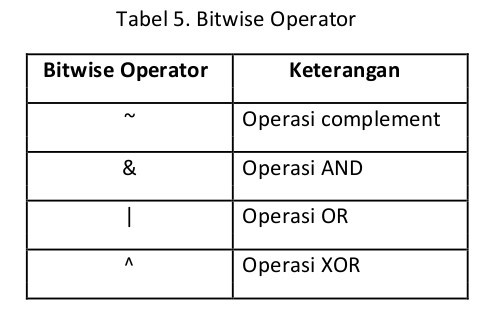 Tabel 5. Bitwise Operator
Bitwise Operator Keterangan
~ Operasi complement
& Operasi AND
| Operasi OR
^ Operasi XOR